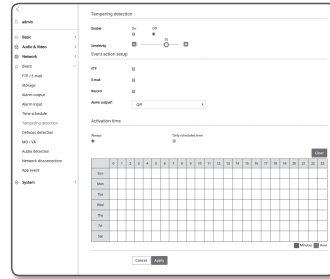 admin
Basic
Audio & Video
Network
Event
FTP / E-mail
Storage
Alarm output
Alarm input
Time schedule
Tampering detection
Defocus detection
MD / VA
Audio detection
Network disconnection
App event
System
Tampering detection
Enable On Off
Sensitivity 10
Event action setup
FTP
E-mail
Record
Alarm output1 Off
Activation time
Always Only scheduled time
Clear
0 1 2 3 4 5 6 7 8 9 10 11 12 13 14 15 16 17 18 19 20 21 22 23
Sun
Mon
Tue
Wed
Thu
Fri
Sat
Minutes Hour
Cancel Apply